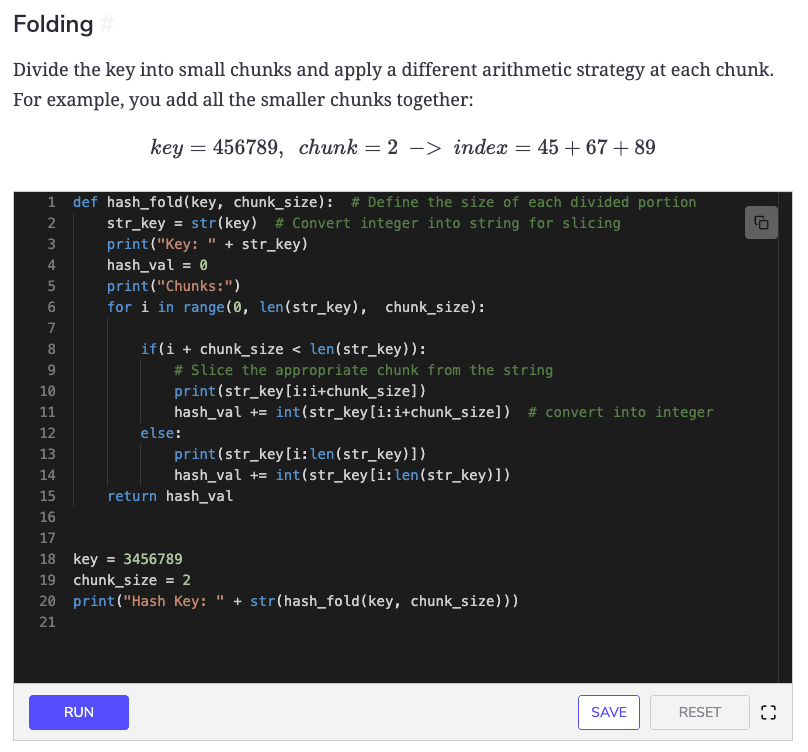 Folding #
Divide the key into small chunks and apply a different arithmetic strategy at each chunk.
For example, you add all the smaller chunks together:
key = 456789, chunk = 2 −> index = 45 + 67 + 89
1 def hash_fold(key, chunk_size):  # Define the size of each divided portion
2     str_key = str(key)  # Convert integer into string for slicing
3     print("Key: " + str_key)
4     hash_val = 0
5     print("Chunks:")
6     for i in range(0, len(str_key),  chunk_size):
7
8         if(i + chunk_size < len(str_key)):
9             # Slice the appropriate chunk from the string
10             print(str_key[i:i+chunk_size])
11             hash_val += int(str_key[i:i+chunk_size])  # convert into integer
12         else:
13             print(str_key[i:len(str_key)])
14             hash_val += int(str_key[i:len(str_key)])
15     return hash_val
16
17
18 key = 3456789
19 chunk_size = 2
20 print("Hash Key: " + str(hash_fold(key, chunk_size)))
21
RUN SAVE RESET